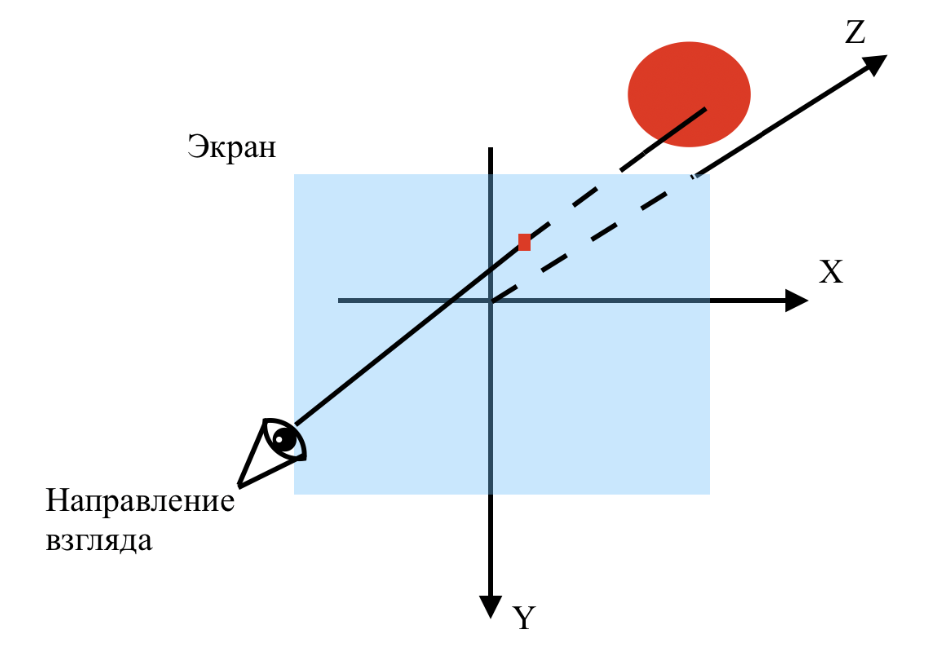 Z
Экран
X
Направление
взгляда
Y